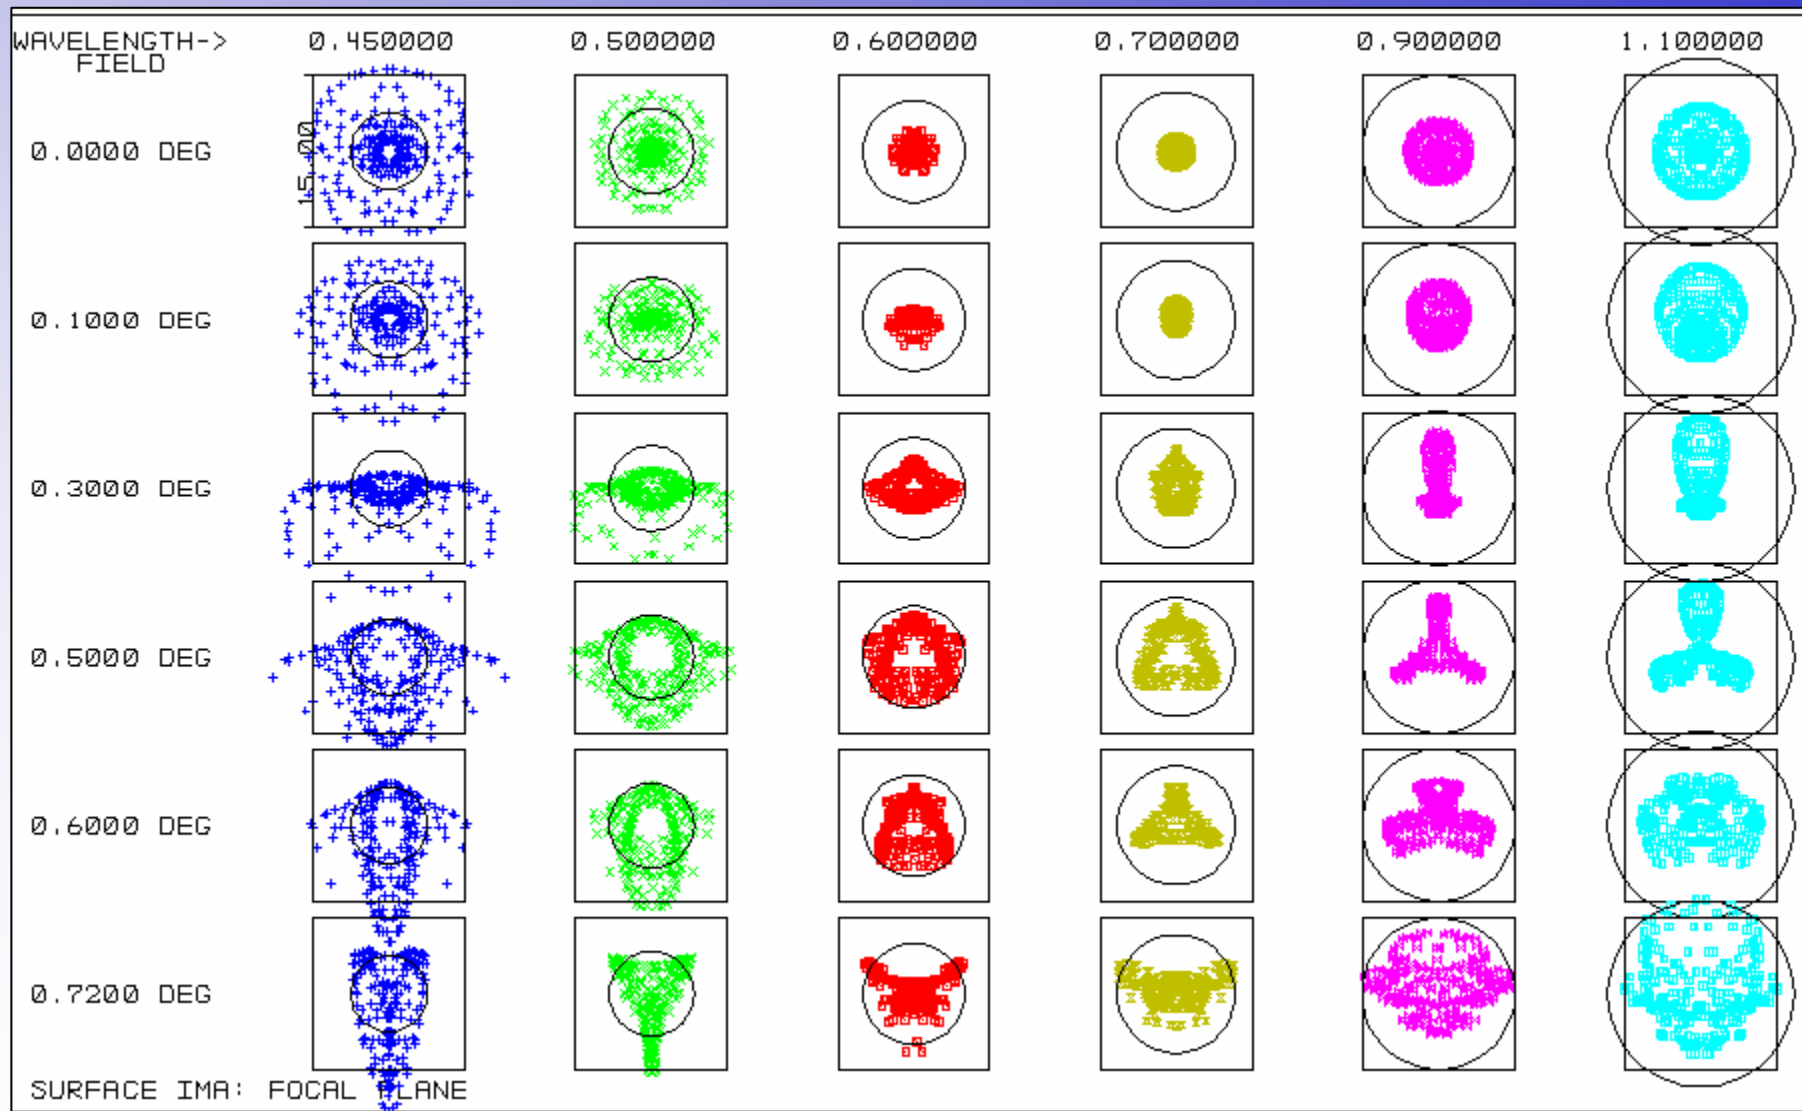 WAVELENGTH-> 0.450000 0.500000 0.600000 0.700000 0.900000 1.100000
FIELD
15.00
0.0000 DEG
0.1000 DEG
0.3000 DEG
0.5000 DEG
0.6000 DEG
0.7200 DEG
SURFACE IMA: FOCAL PLANE